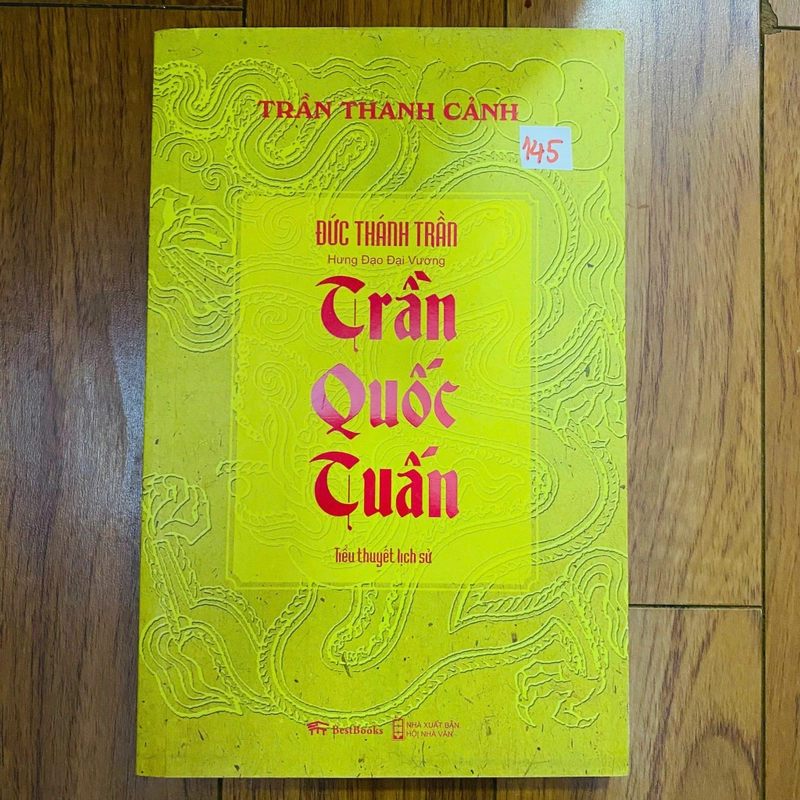 TRẦN THANH CẢNH
145
ĐỨC THÁNH TRẦN
Hưng Đạo Đại Vương
Trần
Quốc
Tuấn
Tiểu thuyết lịch sử
BestBooks
NHÀ XUẤT BẢN
HỘI NHÀ VĂN